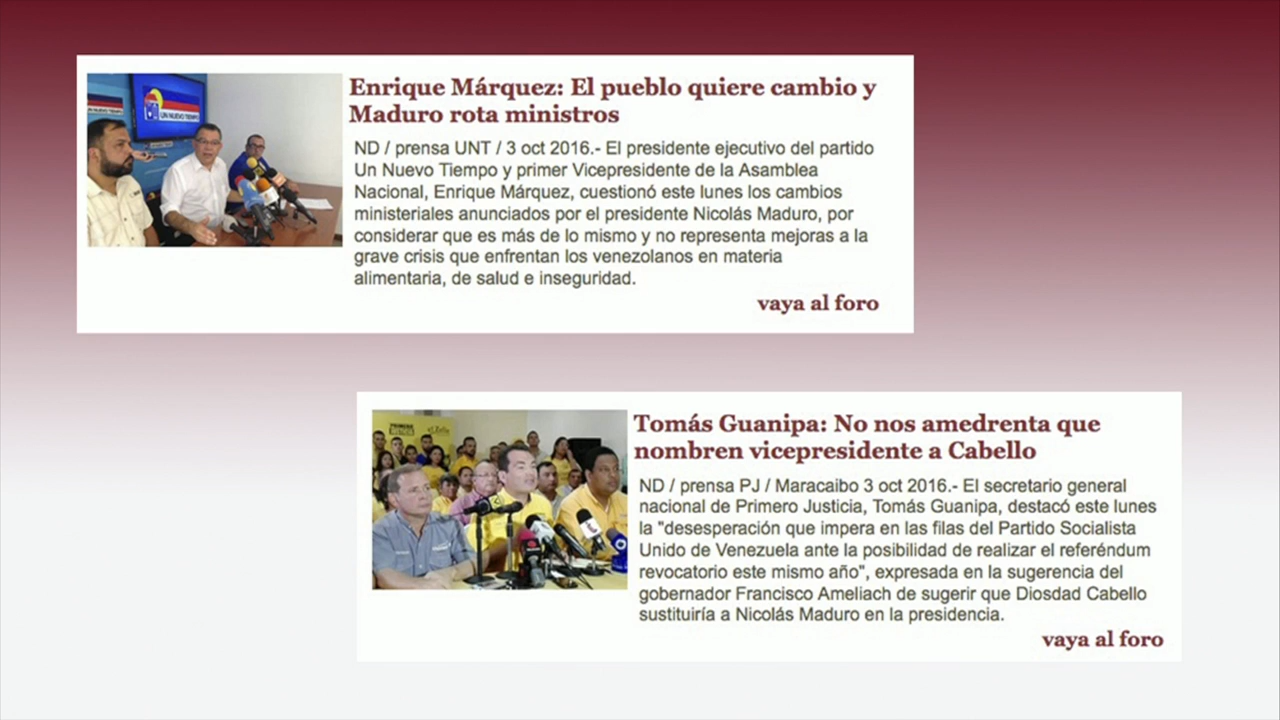 Enrique Márquez: El pueblo quiere cambio y
Maduro rota ministros
ND / prensa UNT / 3 oct 2016.- El presidente ejecutivo del partido
Un Nuevo Tiempo y primer Vicepresidente de la Asamblea
Nacional, Enrique Márquez, cuestionó este lunes los cambios
ministeriales anunciados por el presidente Nicolás Maduro, por
considerar que es más de lo mismo y no representa mejoras a la
grave crisis que enfrentan los venezolanos en materia
alimentaria, de salud e inseguridad.
vaya al foro
UN NUEVO TIEMPO
Tomás Guanipa: No nos amedrenta que
nombren vicepresidente a Cabello
ND / prensa PJ / Maracaibo 3 oct 2016.- El secretario general
nacional de Primero Justicia, Tomás Guanipa, destacó este lunes
la "desesperación que impera en las filas del Partido Socialista
Unido de Venezuela ante la posibilidad de realizar el referéndum
revocatorio este mismo año", expresada en la sugerencia del
gobernador Francisco Ameliach de sugerir que Diosdad Cabello
sustituiría a Nicolás Maduro en la presidencia.
vaya al foro
PRIMERO
JUSTICIA